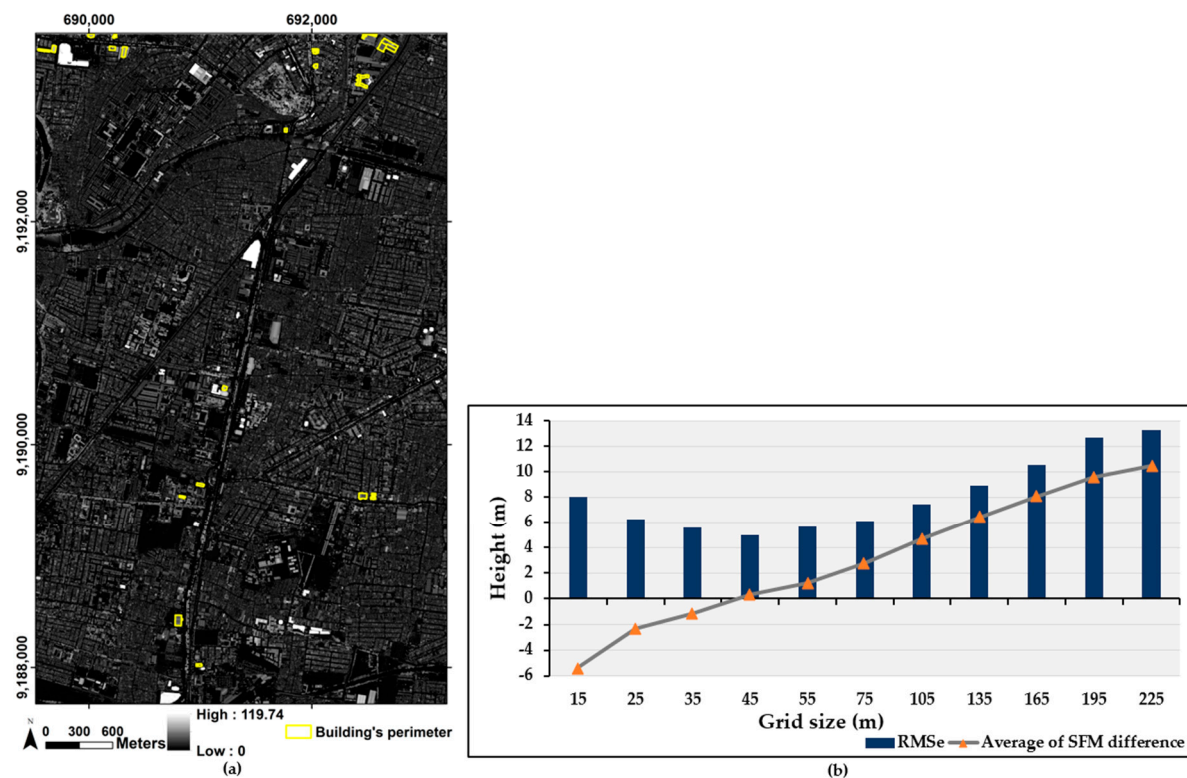 690,000
692,000
9,192,000
9,190,000
9,188,000
N
0 300 600
Meters
High : 119.74
Low : 0
Building's perimeter
(a)
14
12
10
8
6
4
2
0
-2
-4
-6
Height (m)
15 25 35 45 55 75 105 135 165 195 225
Grid size (m)
RMSe
Average of SFM difference
(b)